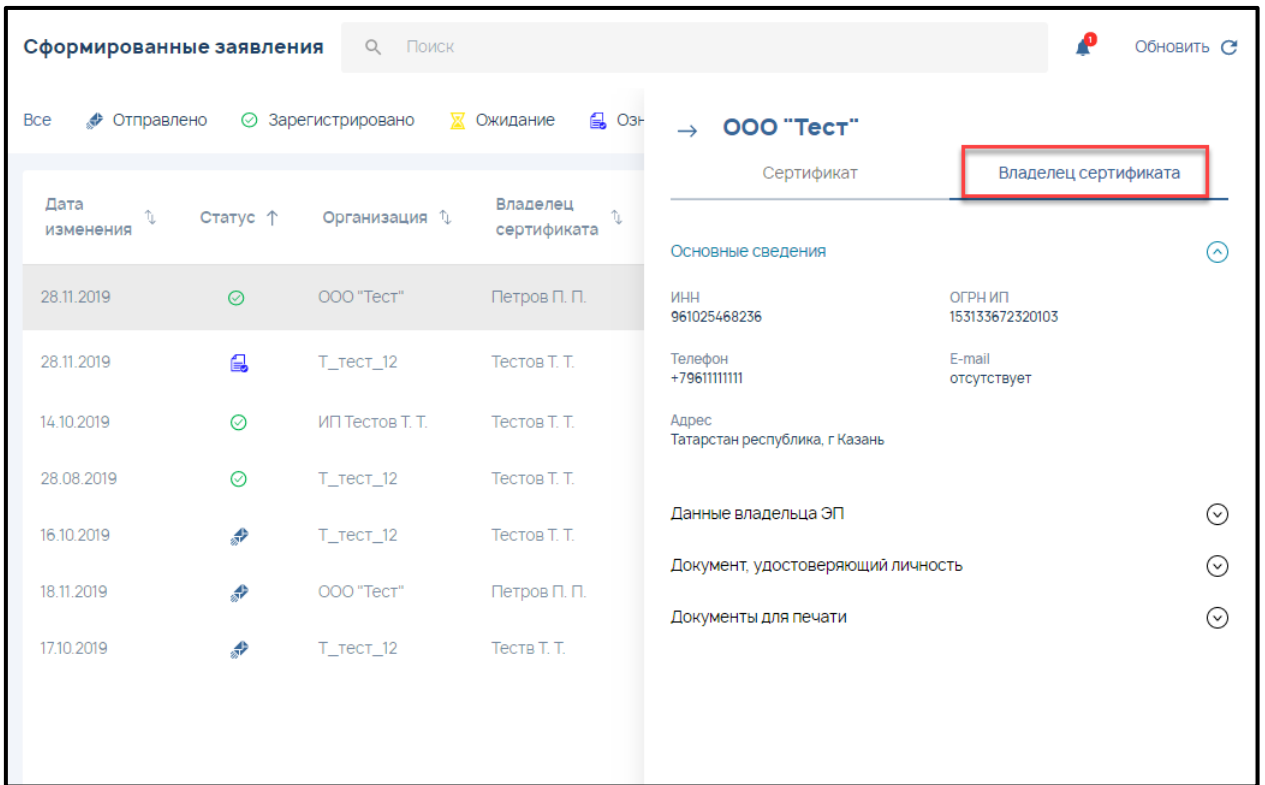 Сформированные заявления
Поиск
1
Обновить
Все Отправлено Зарегистрировано Ожидание Озн
Дата изменения Статус Организация Владелец сертификата
28.11.2019 ООО "Тест" Петров П. П.
28.11.2019 Т_тест_12 Тестов Т. Т.
14.10.2019 ИП Тестов Т. Т. Тестов Т. Т.
28.08.2019 Т_тест_12 Тестов Т. Т.
16.10.2019 Т_тест_12 Тестов Т. Т.
18.11.2019 ООО "Тест" Петров П. П.
17.10.2019 Т_тест_12 Теств Т. Т.
ООО "Тест"
Сертификат Владелец сертификата
Основные сведения
ИНН ОГРН ИП
961025468236 153133672320103
Телефон E-mail
+79611111111 отсутствует
Адрес
Татарстан республика, г Казань
Данные владельца ЭП
Документ, удостоверяющий личность
Документы для печати